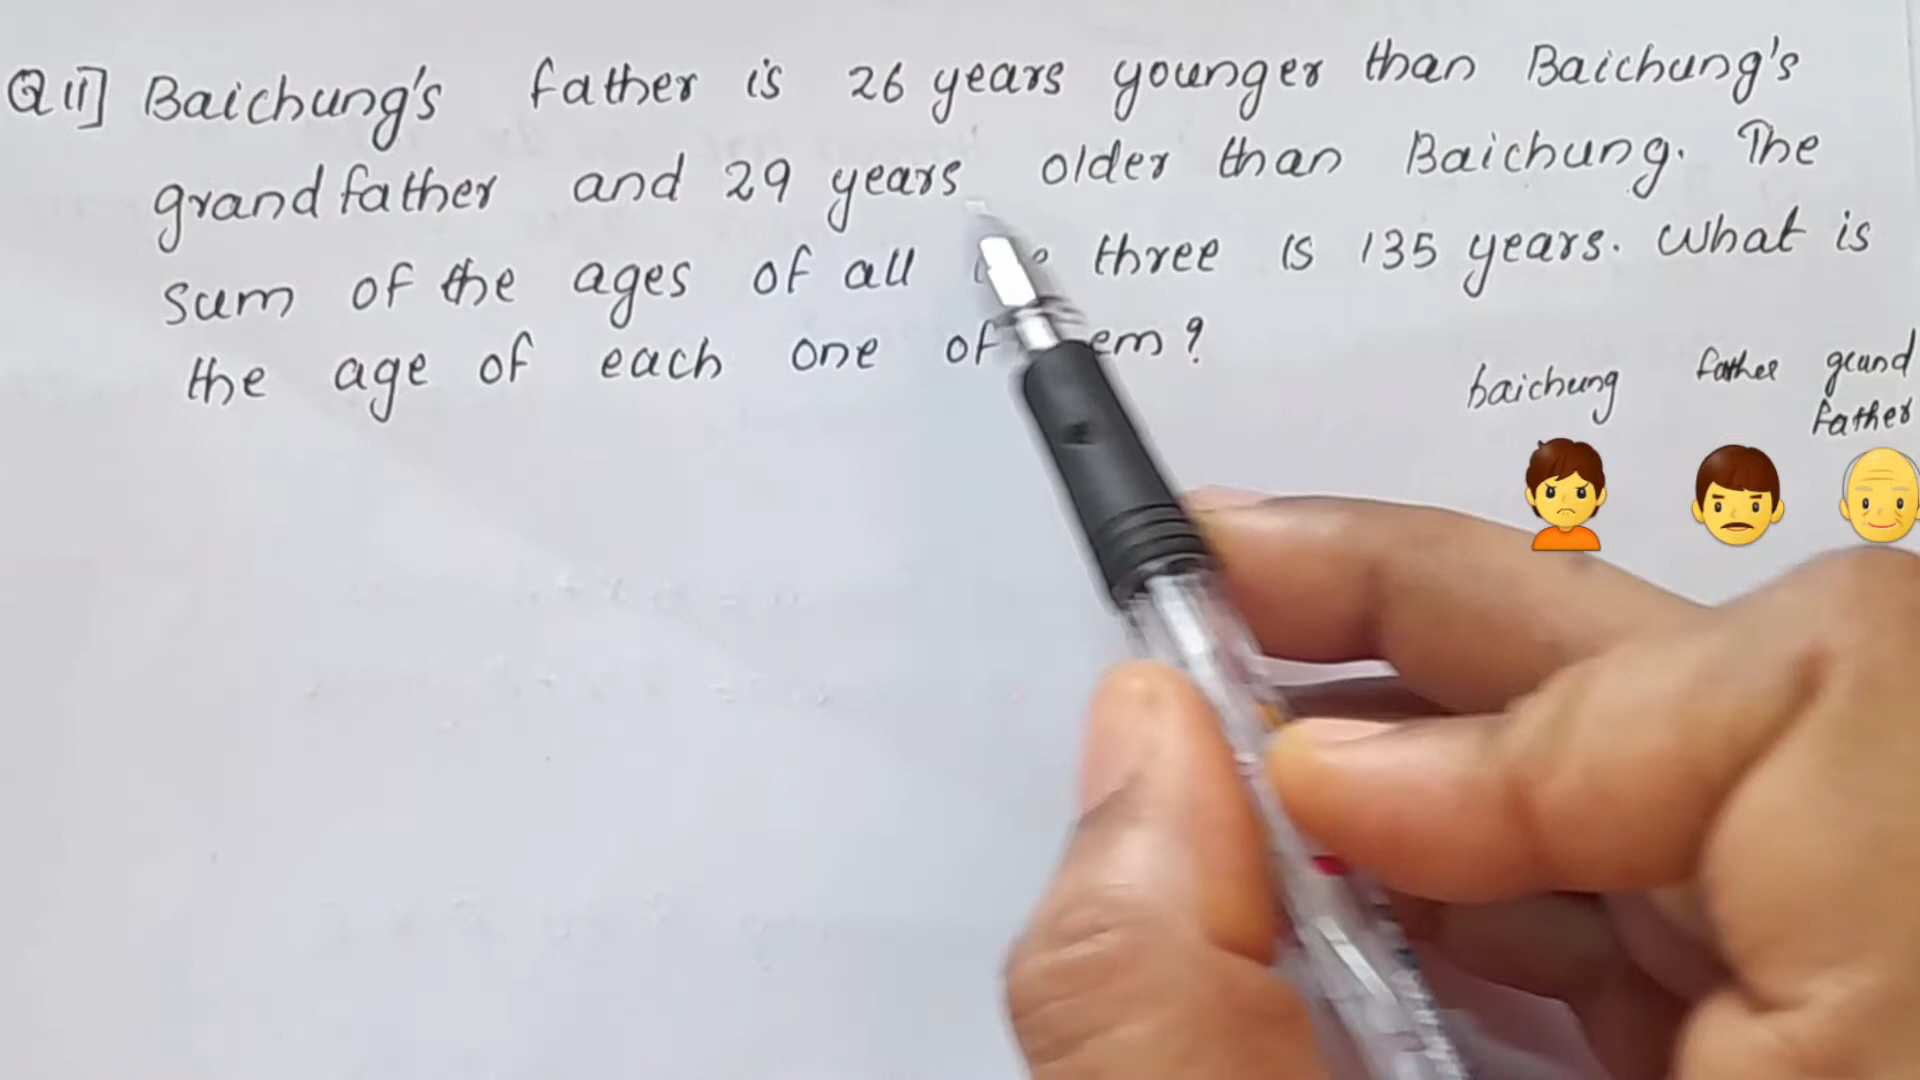 Q 11] Baichung's father is 26 years younger than Baichung's
grandfather and 29 years older than Baichung. The
sum of the ages of all three is 135 years. What is
the age of each one of ?
baichung father grand
father